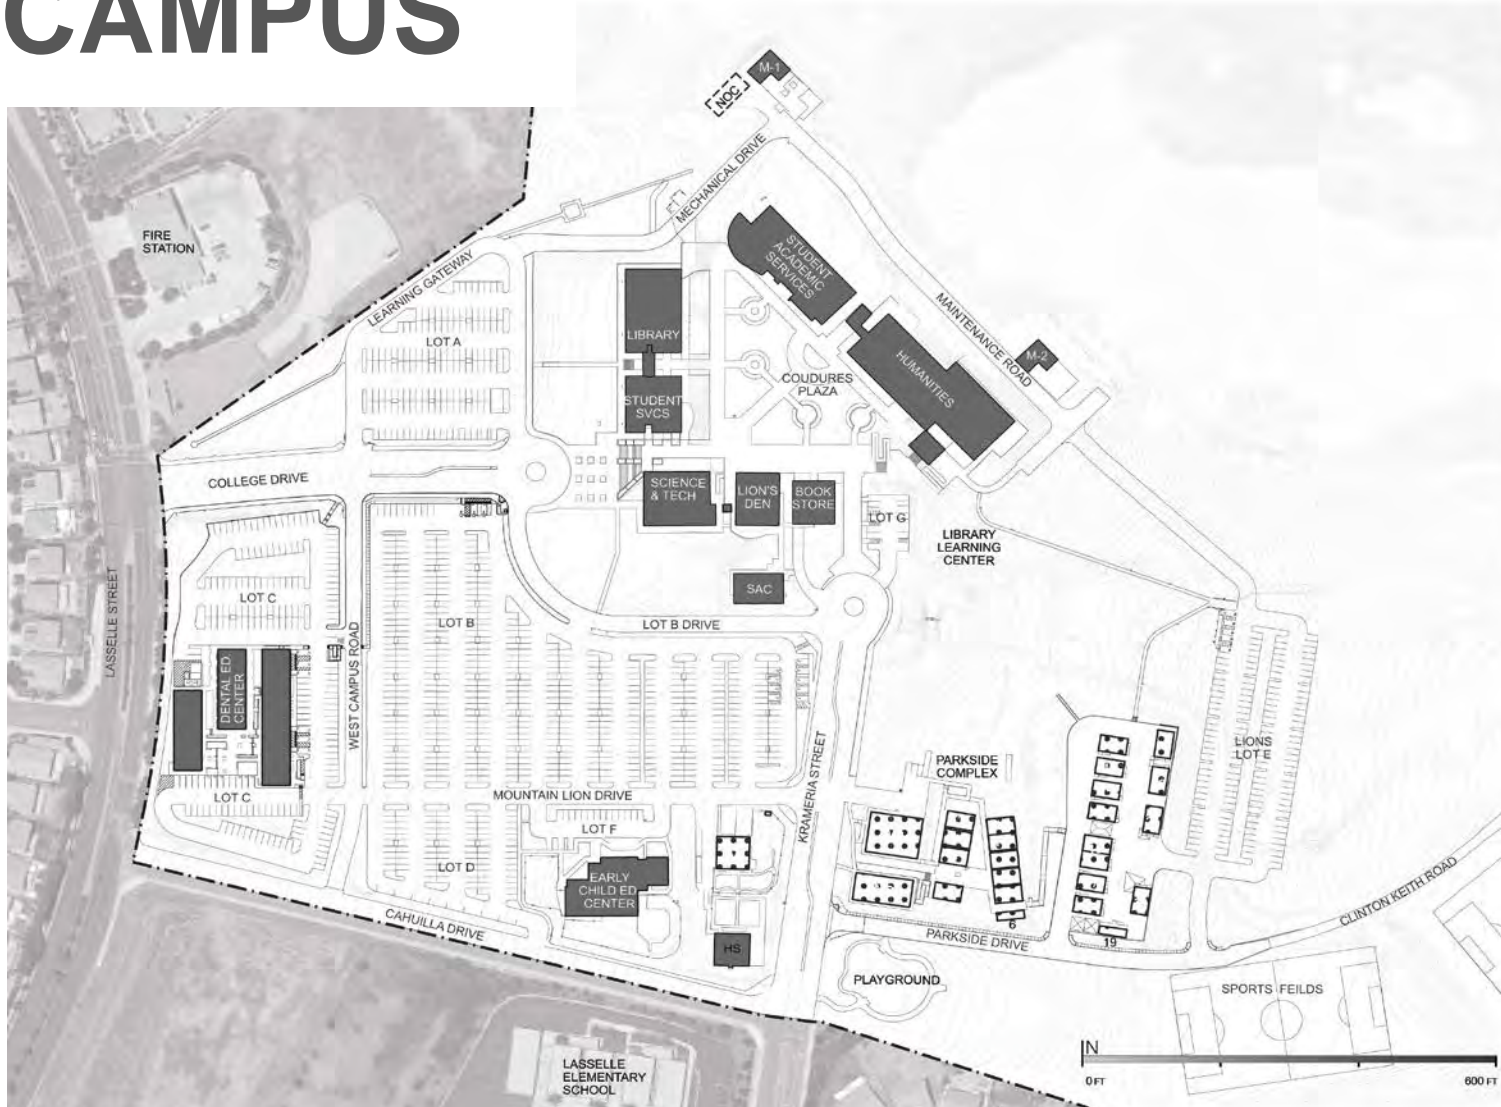 CAMPUS
M-1
NOC
MECHANICAL DRIVE
FIRE
STATION
LEARNING GATEWAY
STUDENT
ACADEMIC
SERVICES
LOT A
LIBRARY
MAINTENANCE ROAD
M-2
HUMANITIES
COUDURES
PLAZA
STUDENT
SVCS
COLLEGE DRIVE
SCIENCE
& TECH
LION'S
DEN
BOOK
STORE
LOT G
LIBRARY
LEARNING
CENTER
LASSELLE STREET
LOT C
SAC
LOT B
LOT B DRIVE
WEST CAMPUS ROAD
DENTAL ED
CENTER
KRAMERIA STREET
LIONS
LOT E
PARKSIDE
COMPLEX
LOT C
MOUNTAIN LION DRIVE
LOT F
LOT D
EARLY
CHILD ED
CENTER
CAHUILLA DRIVE
HS
6
19
PARKSIDE DRIVE
CLINTON KEITH ROAD
PLAYGROUND
SPORTS FEILDS
LASSELLE
ELEMENTARY
SCHOOL
N
0 FT
600 FT